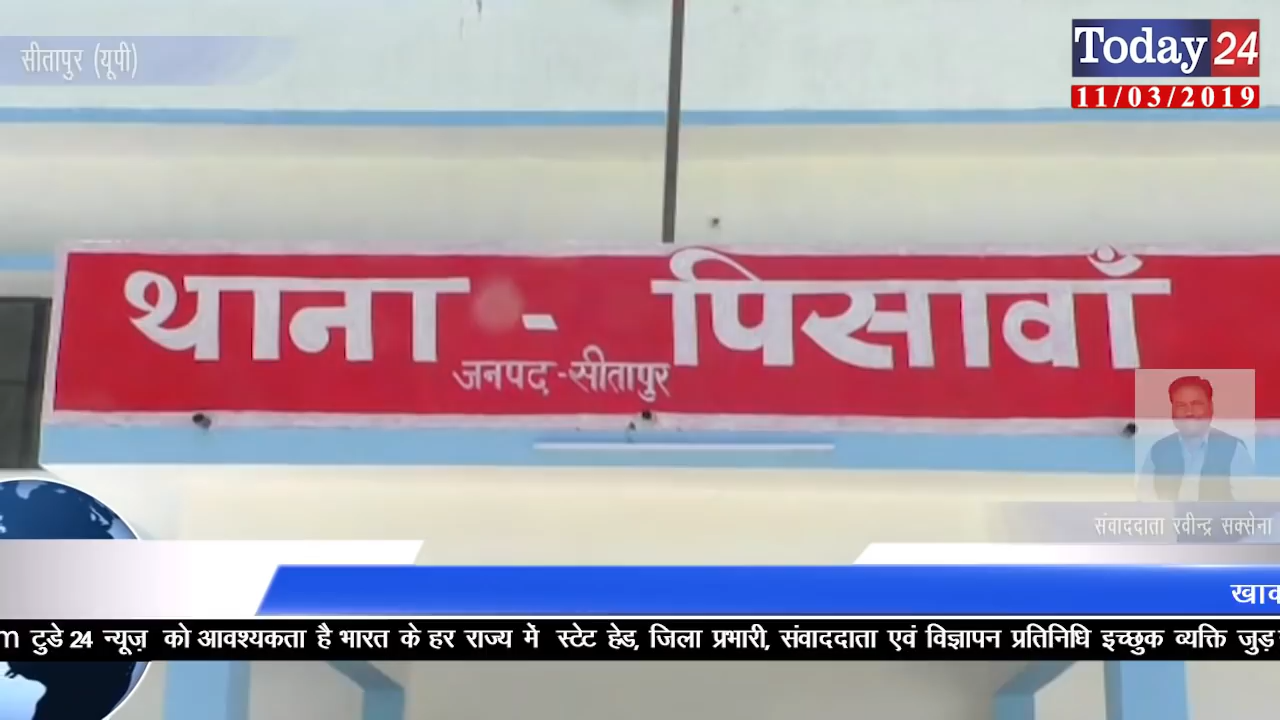 सीतापुर (यूपी)
Today 24
11/03/2019
थाना - पिसावाँ
जनपद -सीतापुर
संवाददाता रवीन्द्र सक्सेना
टुडे 24 न्यूज़ को आवश्यकता है भारत के हर राज्य में स्टेट हेड, जिला प्रभारी, संवाददाता एवं विज्ञापन प्रतिनिधि इच्छुक व्यक्ति जुड़